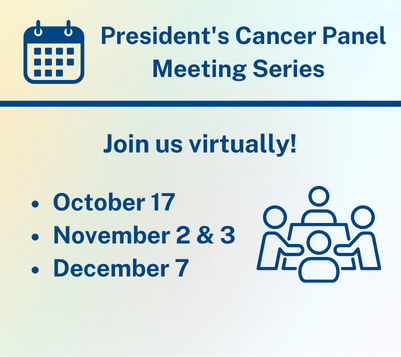 President's Cancer Panel
Meeting Series
Join us virtually!
• October 17
• November 2 & 3
• December 7